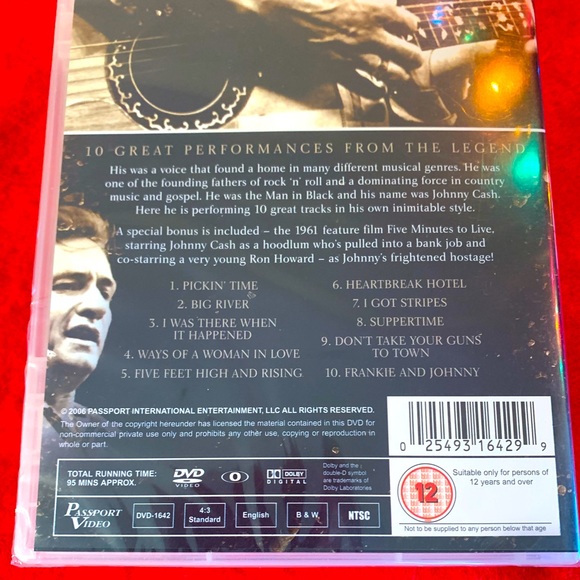 10 GREAT PERFORMANCES FROM THE LEGEND
His was a voice that found a home in many different musical genres. He was
one of the founding fathers of rock 'n' roll and a dominating force in country
music and gospel. He was the Man in Black and his name was Johnny Cash.
Here he is performing 10 great tracks in his own inimitable style.
A special bonus is included – the 1961 feature film Five Minutes to Live,
starring Johnny Cash as a hoodlum who's pulled into a bank job and
co-starring a very young Ron Howard – as Johnny's frightened hostage!
1. PICKIN' TIME
2. BIG RIVER
3. I WAS THERE WHEN
IT HAPPENED
4. WAYS OF A WOMAN IN LOVE
5. FIVE FEET HIGH AND RISING
6. HEARTBREAK HOTEL
7. I GOT STRIPES
8. SUPPERTIME
9. DON'T TAKE YOUR GUNS
TO TOWN
10. FRANKIE AND JOHNNY
© 2006 PASSPORT INTERNATIONAL ENTERTAINMENT, LLC ALL RIGHTS RESERVED.
The Owner of the copyright hereunder has licensed the material contained in this DVD for
non-commercial private use only and prohibits any other use, copying or reproduction in
whole or part.
0 25493 16429 9
TOTAL RUNNING TIME:
95 MINS APPROX.
DVD
VIDEO
0
DOLBY
DIGITAL
Dolby and the
double-D symbol
are trademarks of
Dolby Laboratories
12
Suitable only for persons of
12 years and over
Not to be supplied to any person below that age
PASSPORT
VIDEO
DVD-1642
4:3
Standard
English
B & W
NTSC